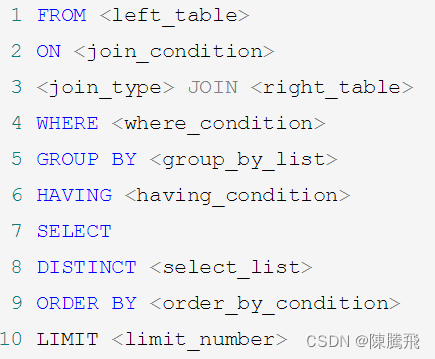 1 FROM <left_table>
2 ON <join_condition>
3 <join_type> JOIN <right_table>
4 WHERE <where_condition>
5 GROUP BY <group_by_list>
6 HAVING <having_condition>
7 SELECT
8 DISTINCT <select_list>
9 ORDER BY <order_by_condition>
10 LIMIT <limit_number> CSDN @陳騰飛